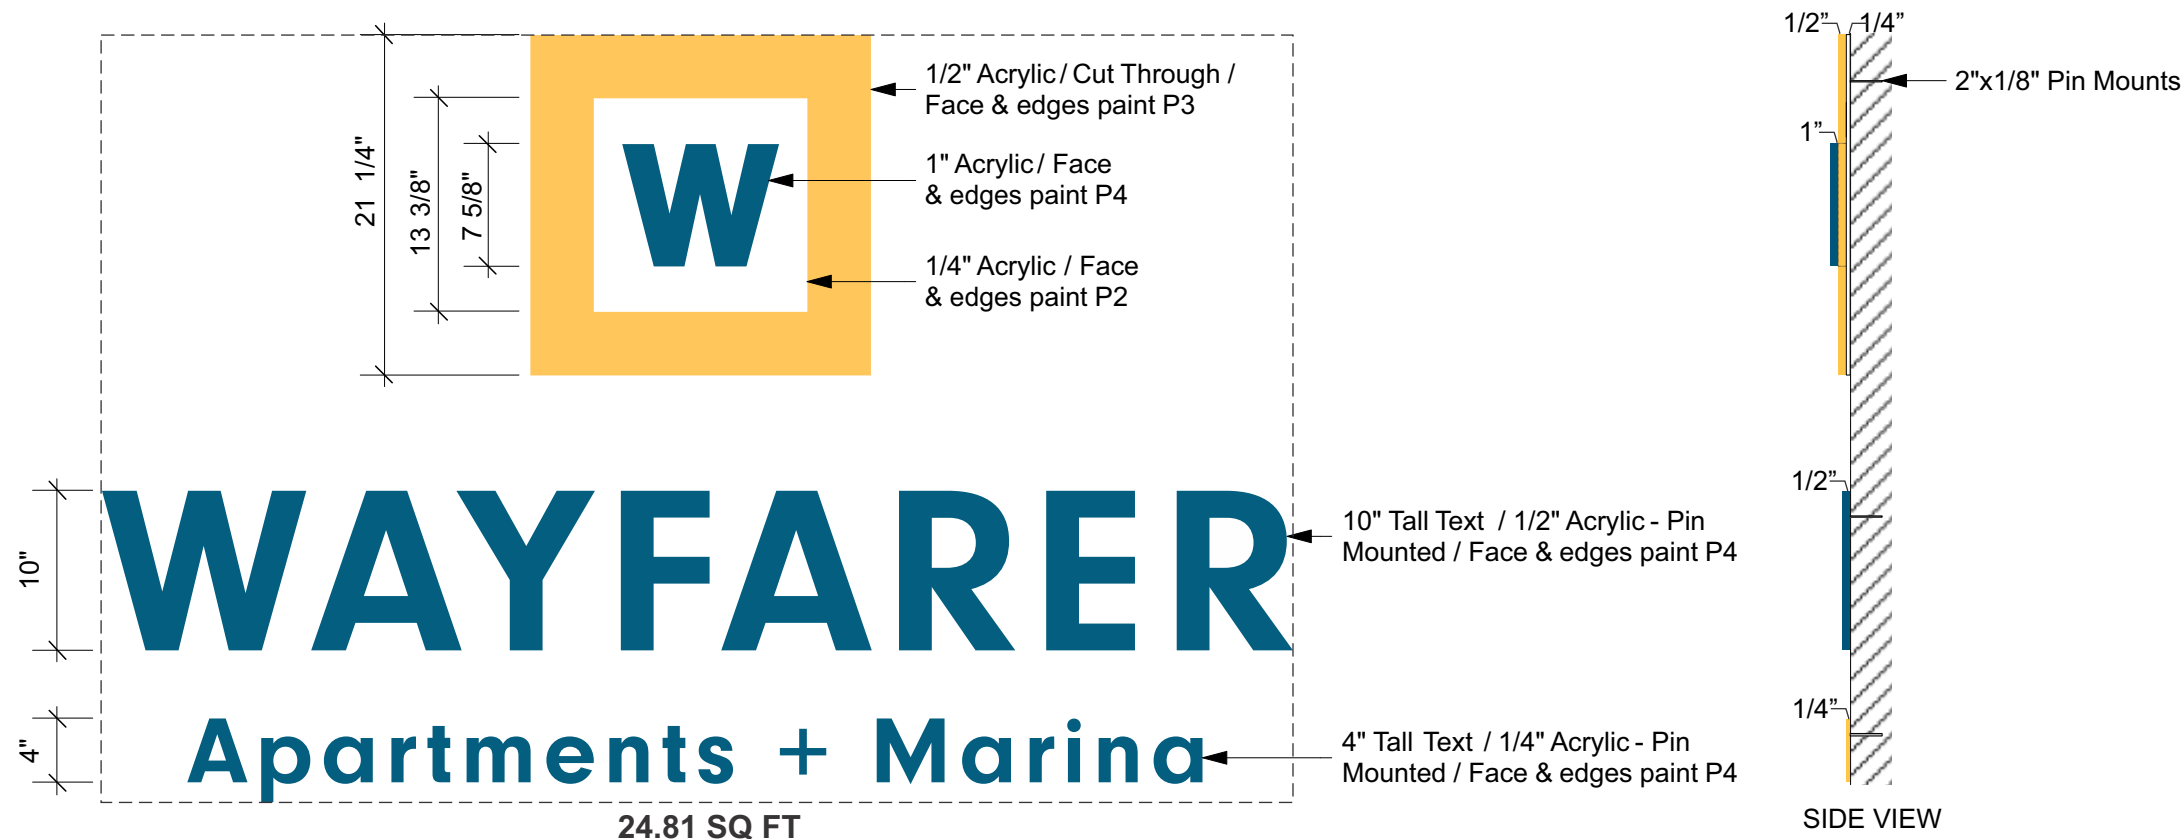 21 1/4"
13 3/8"
7 5/8"
W
1/2" Acrylic / Cut Through /
Face & edges paint P3
1" Acrylic / Face
& edges paint P4
1/4" Acrylic / Face
& edges paint P2
10"
WAYFARER
10" Tall Text / 1/2" Acrylic - Pin
Mounted / Face & edges paint P4
4"
Apartments + Marina
4" Tall Text / 1/4" Acrylic - Pin
Mounted / Face & edges paint P4
24.81 SQ FT
1/2” 1/4”
2"x1/8" Pin Mounts
1”
1/2”
1/4”
SIDE VIEW